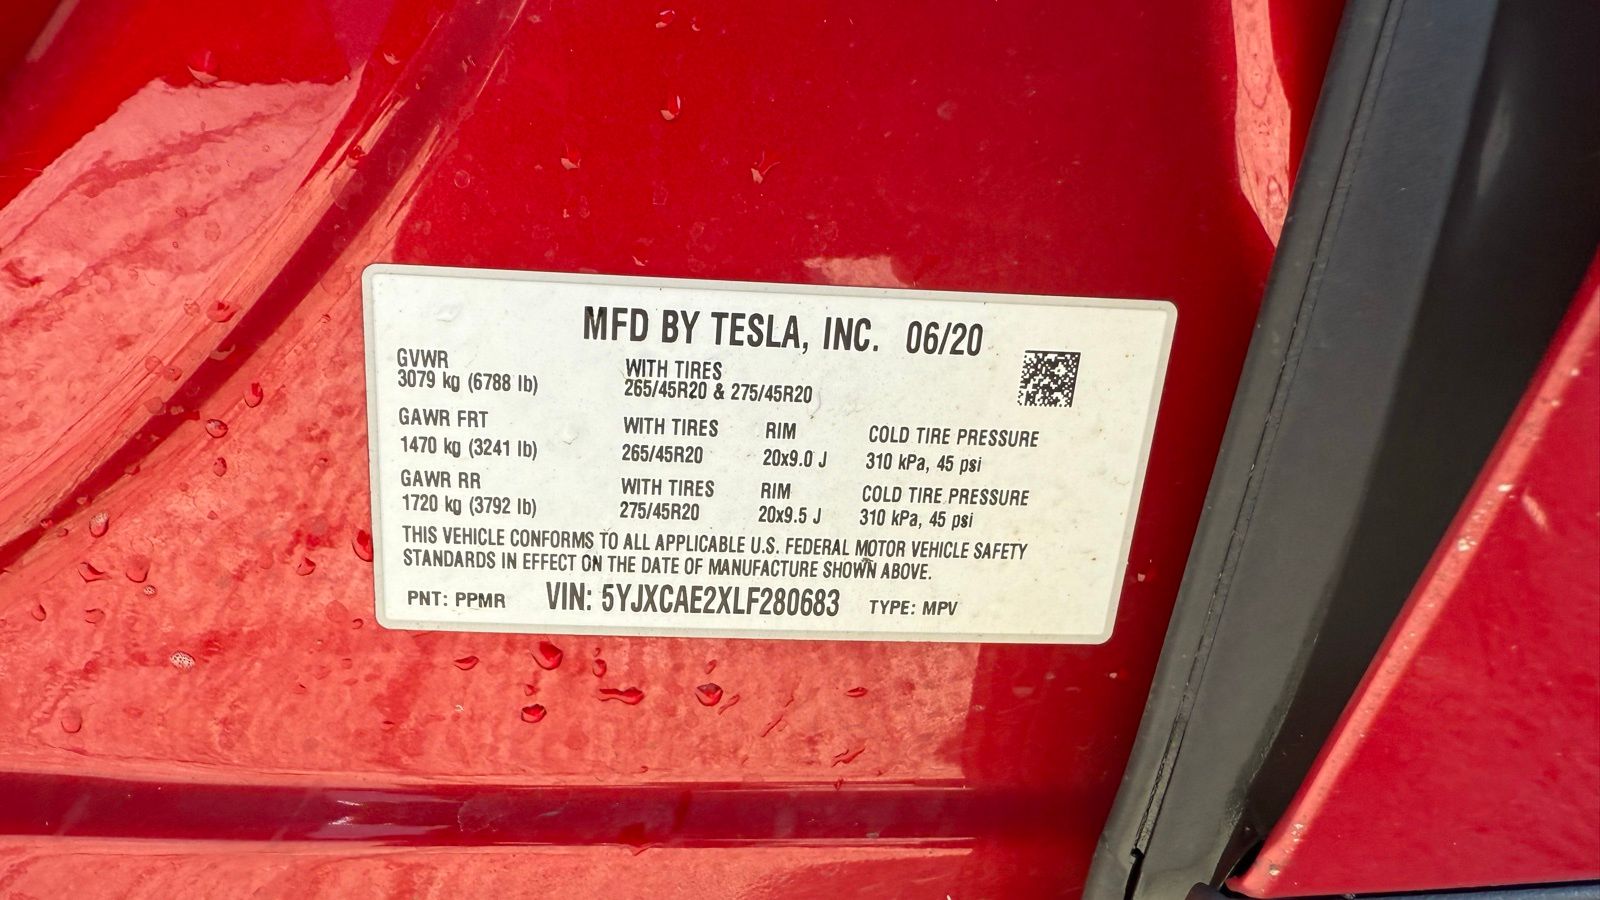 MFD BY TESLA, INC. 06/20
GVWR WITH TIRES
3079 kg (6788 lb) 265/45R20 & 275/45R20
GAWR FRT WITH TIRES RIM COLD TIRE PRESSURE
1470 kg (3241 lb) 265/45R20 20x9.0 J 310 kPa, 45 psi
GAWR RR WITH TIRES RIM COLD TIRE PRESSURE
1720 kg (3792 lb) 275/45R20 20x9.5 J 310 kPa, 45 psi
THIS VEHICLE CONFORMS TO ALL APPLICABLE U.S. FEDERAL MOTOR VEHICLE SAFETY
STANDARDS IN EFFECT ON THE DATE OF MANUFACTURE SHOWN ABOVE.
PNT: PPMR VIN: 5YJXCAE2XLF280683 TYPE: MPV